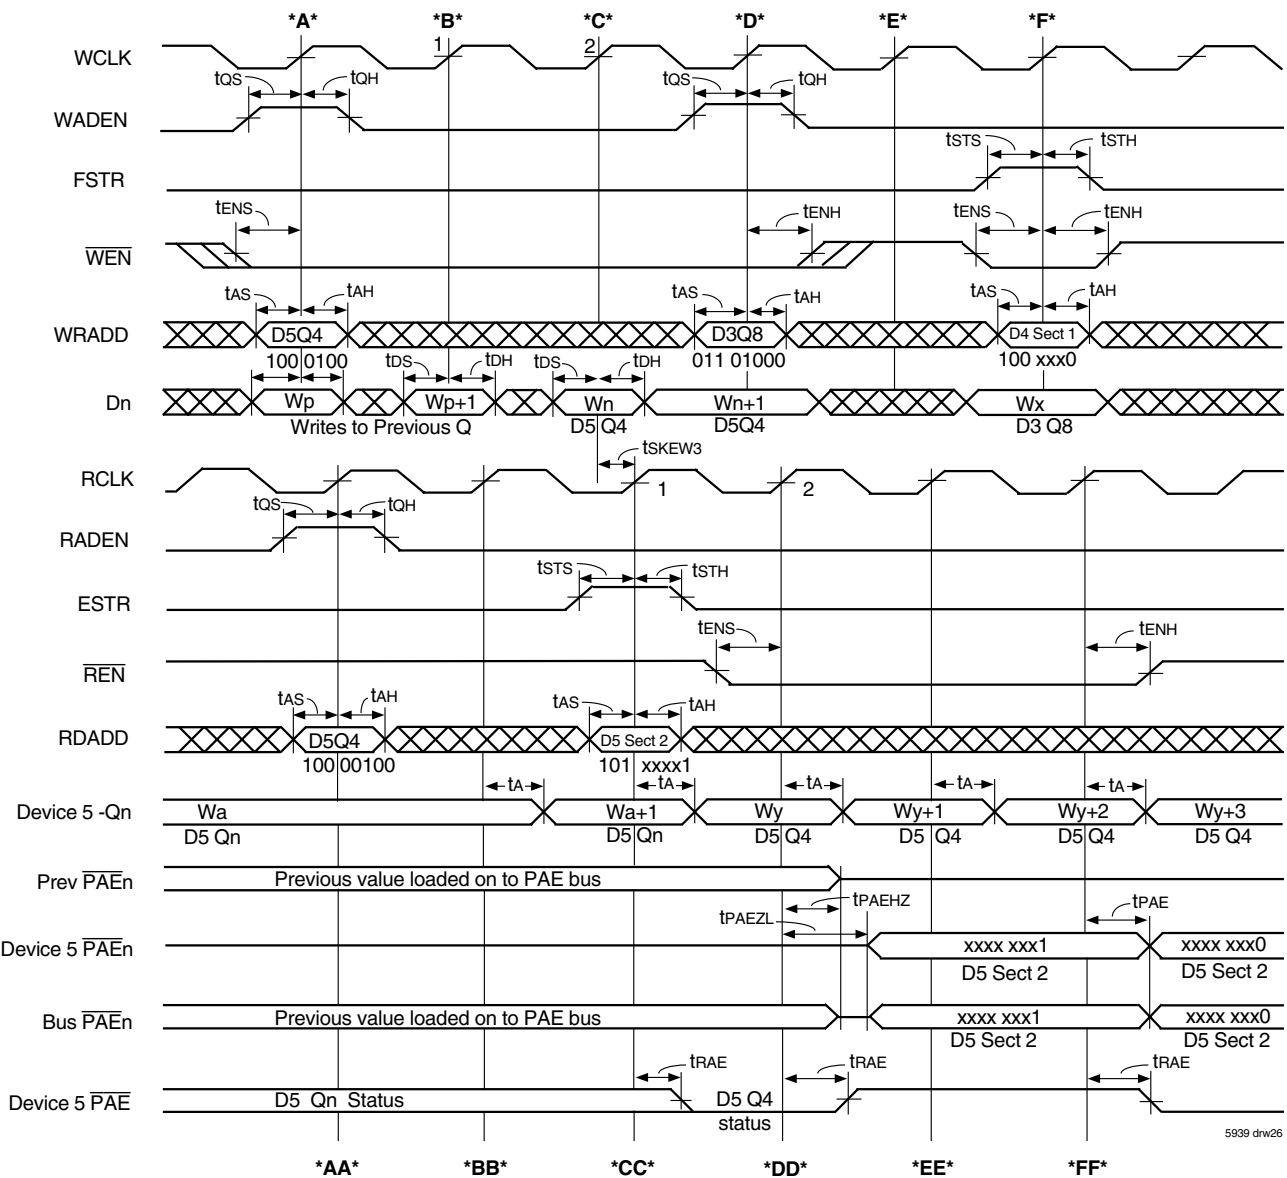 *A* *B* *C* *D* *E* *F*
WCLK 1 2
tQS tQH tQS tQH
WADEN
tSTS tSTH
FSTR
tENS tENH tENS tENH
WEN
tAS tAH tAS tAH tAS tAH
WRADD D5Q4 D3Q8 D4 Sect 1
100 0100 011 01000 100 xxx0
tDS tDH tDS tDH
Dn Wp Wp+1 Wn Wn+1 Wx
Writes to Previous Q D5 Q4 D5Q4 D3 Q8
tSKEW3
RCLK 1 2
tQS tQH
RADEN
tSTS tSTH
ESTR
tENS tENH
REN
tAS tAH tAS tAH
RDADD D5Q4 D5 Sect 2
100 00100 101 xxxx1
tA tA tA tA tA
Device 5 -Qn Wa Wa+1 Wy Wy+1 Wy+2 Wy+3
D5 Qn D5 Qn D5 Q4 D5 Q4 D5 Q4 D5 Q4
Prev PAEn Previous value loaded on to PAE bus
tPAEHZ tPAE
tPAEZL
Device 5 PAEn xxxx xxx1 xxxx xxx0
D5 Sect 2 D5 Sect 2
Bus PAEn Previous value loaded on to PAE bus xxxx xxx1 xxxx xxx0
D5 Sect 2 D5 Sect 2
tRAE tRAE tRAE
Device 5 PAE D5 Qn Status D5 Q4
status
5939 drw26
*AA* *BB* *CC* *DD* *EE* *FF*